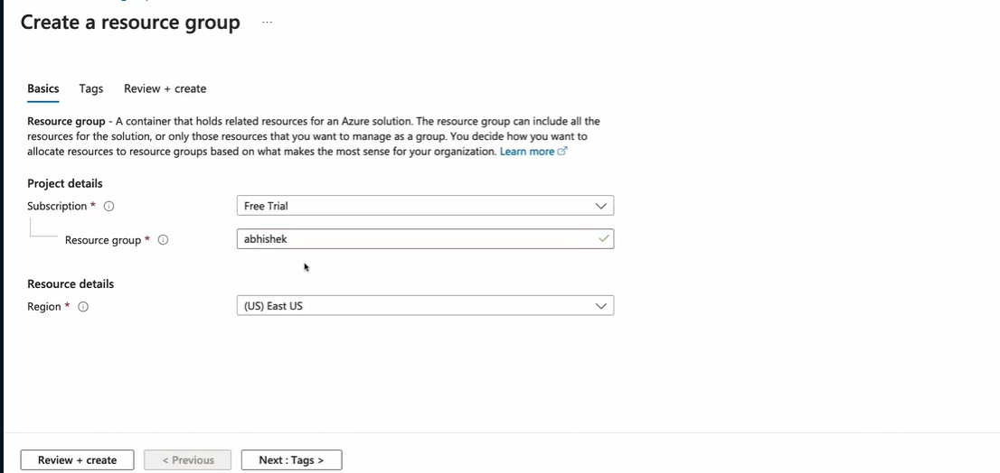 Create a resource group ...
Basics Tags Review + create
Resource group - A container that holds related resources for an Azure solution. The resource group can include all the
resources for the solution, or only those resources that you want to manage as a group. You decide how you want to
allocate resources to resource groups based on what makes the most sense for your organization. Learn more
Project details
Subscription * Free Trial
Resource group * abhishek
Resource details
Region * (US) East US
Review + create < Previous Next : Tags >